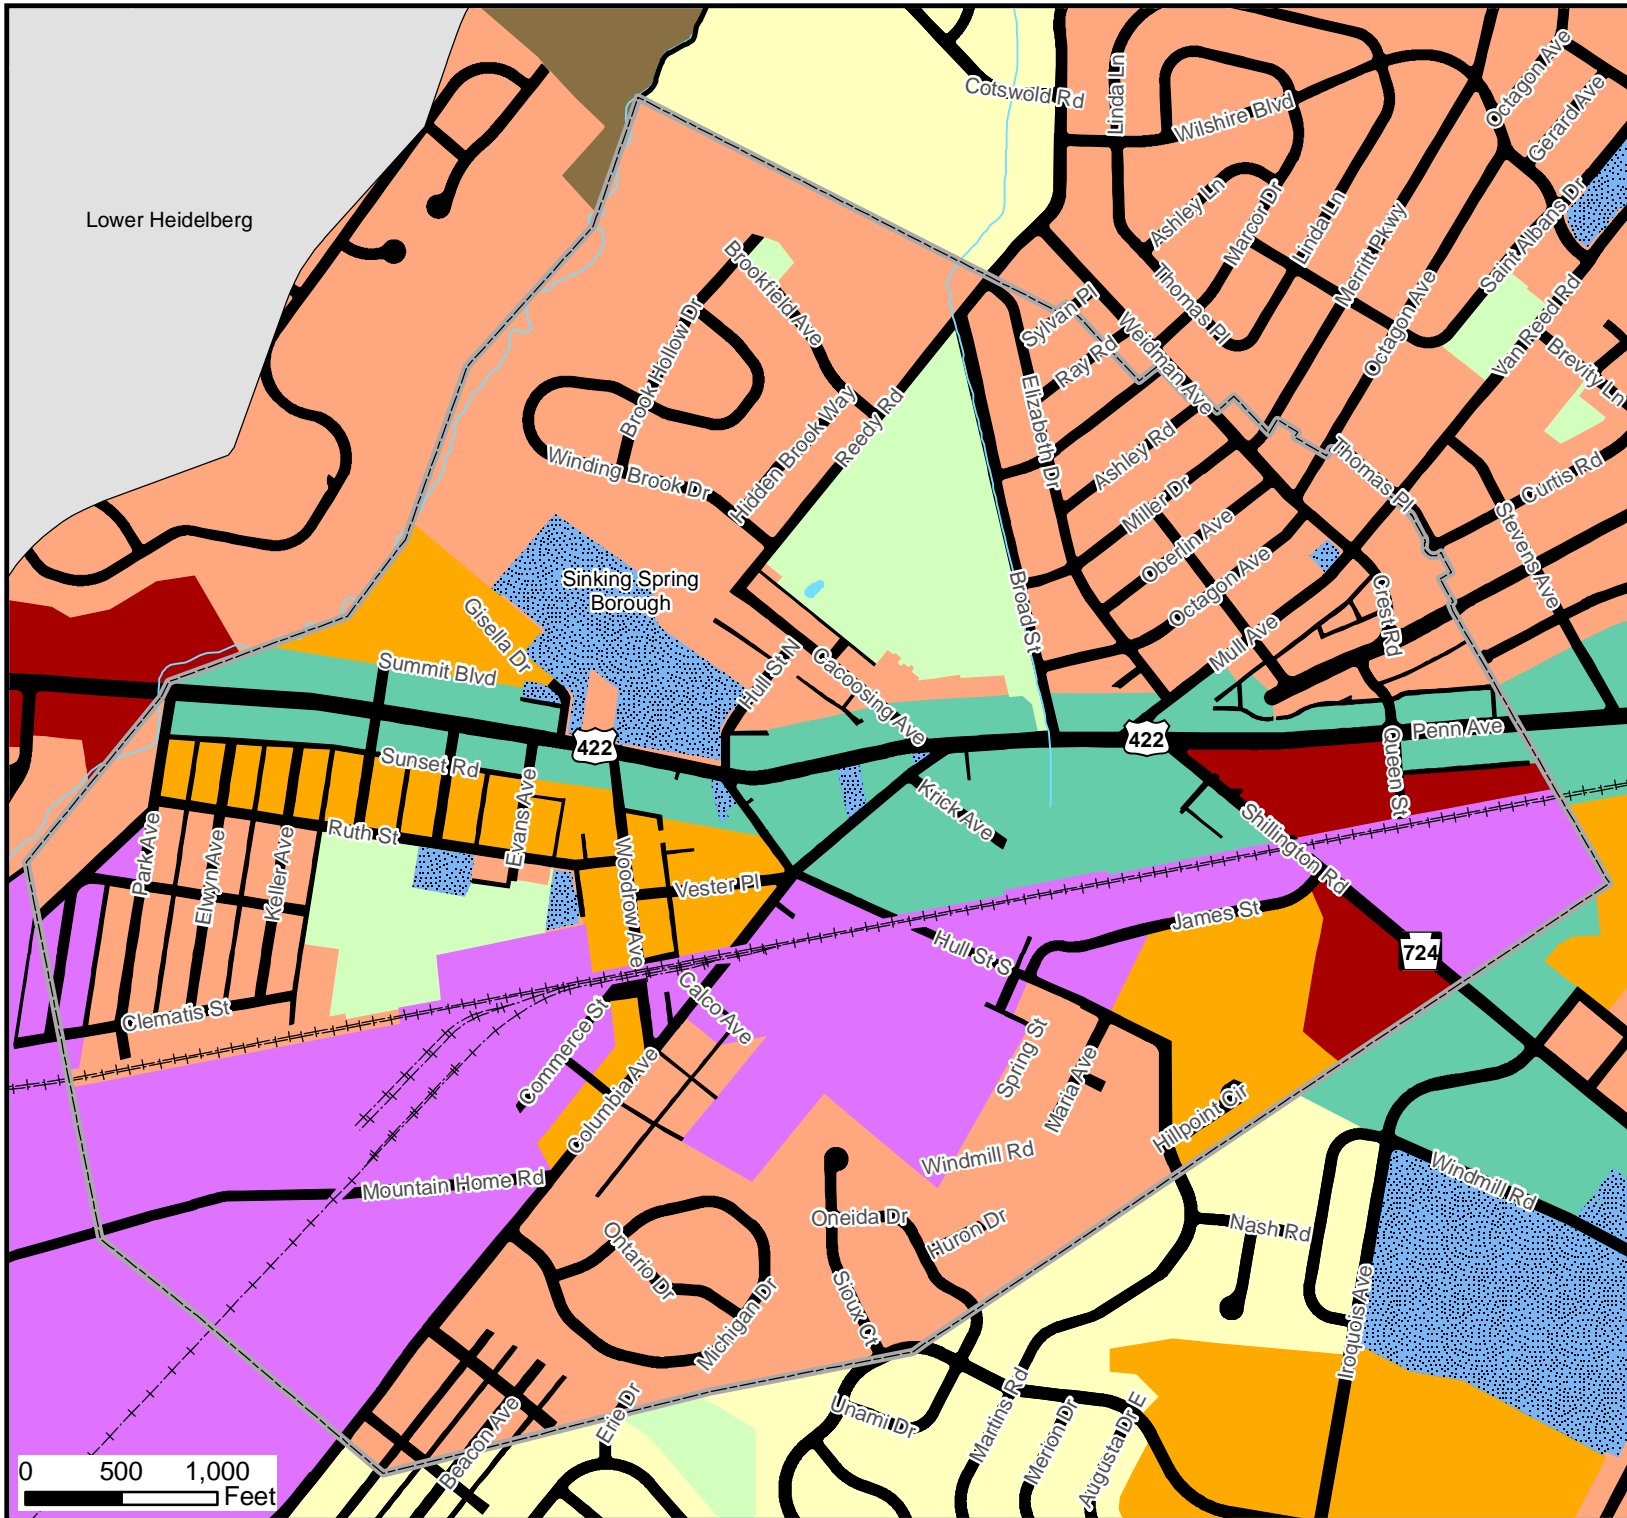 Cotswold Rd
Linda Ln
Wilshire Blvd
Octagon Ave
Gerard Ave
Lower Heidelberg
Ashley Ln
Marcor Dr
Linda Ln
Merritt Pkwy
Saint Albans Dr
Brookfield Ave
Sylvan Pl
Thomas Pl
Octagon Ave
Van Reed Rd
Brook Hollow Dr
Ray Rd
Weidman Ave
Brevity Ln
Hidden Brook Way
Reedy Rd
Elizabeth Dr
Ashley Rd
Thomas Pl
Curtis Rd
Winding Brook Dr
Miller Dr
Stevens Ave
Oberlin Ave
Sinking Spring
Borough
Octagon Ave
Broad St
Crest Rd
Gisella Dr
Summit Blvd
Hull St N
Cacoosing Ave
Mull Ave
422
422
Penn Ave
Sunset Rd
Queen St
Evans Ave
Krick Ave
Shillington Rd
Park Ave
Elwyn Ave
Keller Ave
Ruth St
Woodrow Ave
Vester Pl
James St
Hull St S
724
Clematis St
Commerce St
Calco Ave
Spring St
Maria Ave
Columbia Ave
Hillpoint Cir
Windmill Rd
Windmill Rd
Mountain Home Rd
Oneida Dr
Huron Dr
Nash Rd
Ontario Dr
Sioux Ct
Michigan Dr
Iroquois Ave
Erie Dr
Beacon Ave
Unami Dr
Martins Rd
Merion Dr
Augusta Dr E
0 500 1,000
Feet